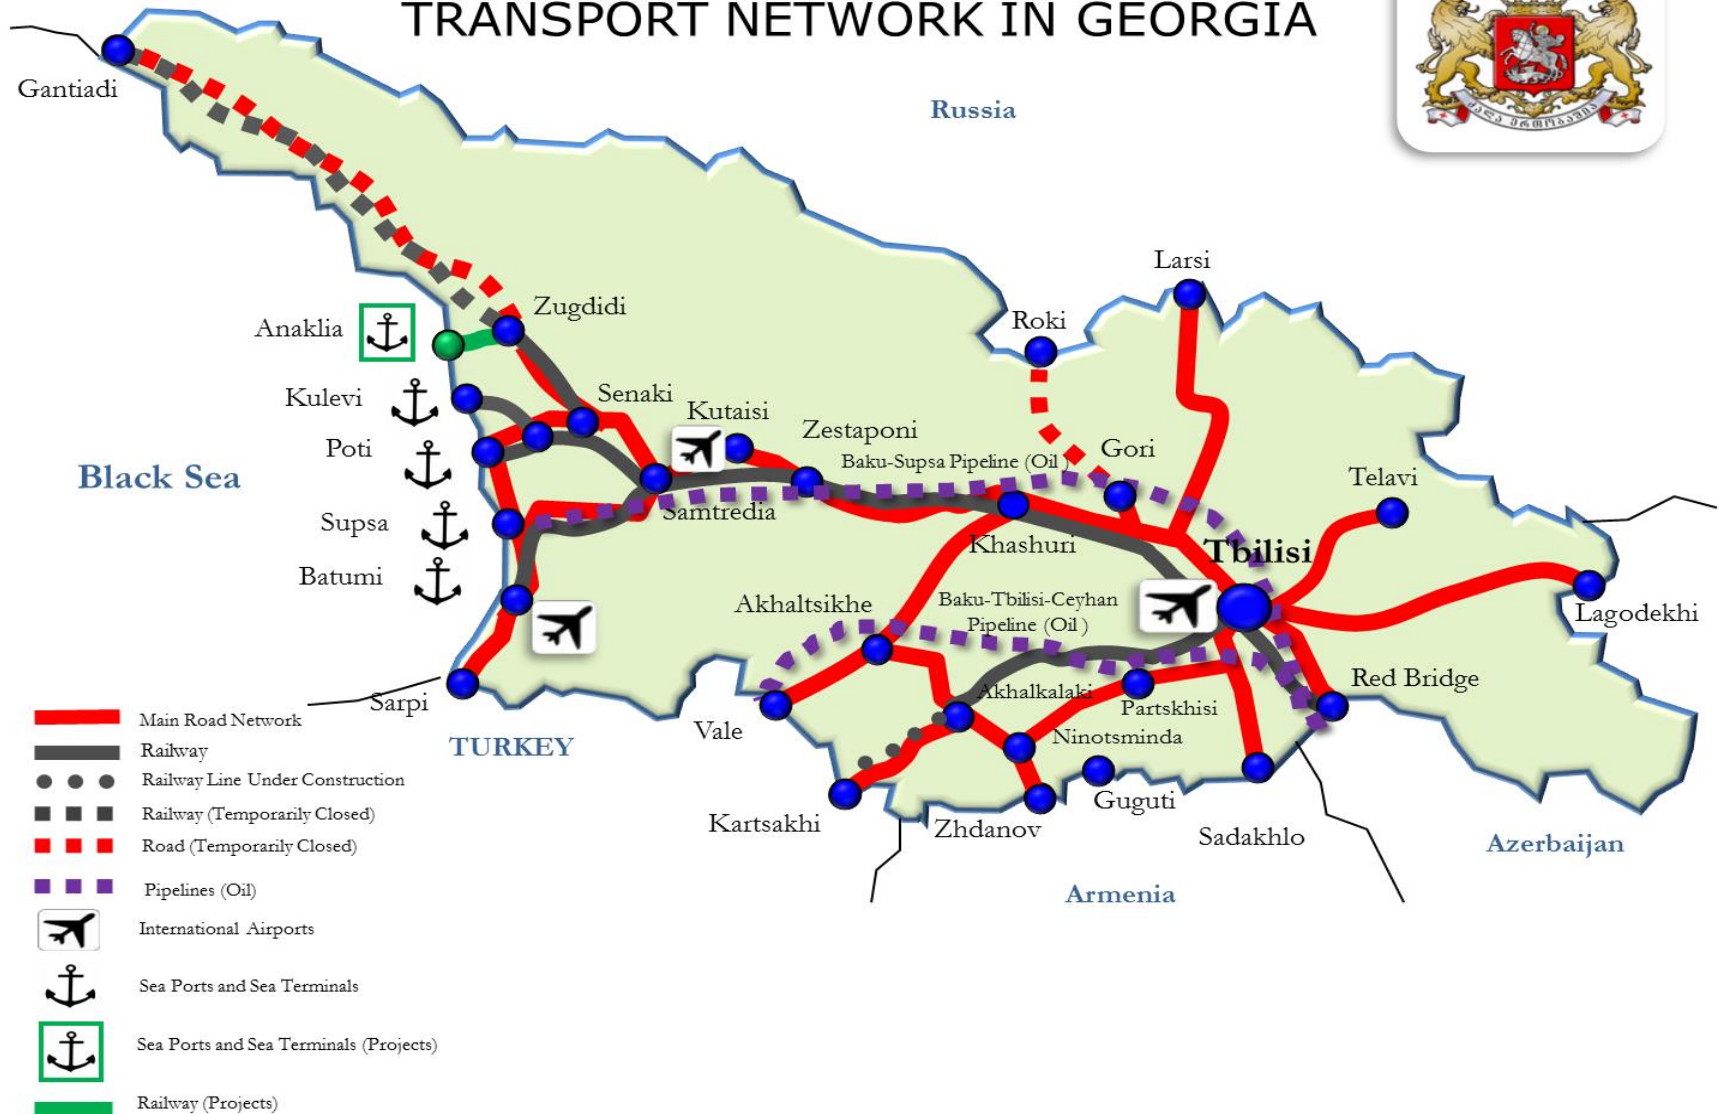 TRANSPORT NETWORK IN GEORGIA
Gantiadi
Russia
ძალა ერთობაშია
Larsi
Zugdidi
Anaklia
Roki
Kulevi
Senaki
Kutaisi
Zestaponi
Poti
Baku-Supsa Pipeline (Oil )
Gori
Black Sea
Telavi
Supsa
Samtredia
Khashuri
Tbilisi
Batumi
Akhaltsikhe
Baku-Tbilisi-Ceyhan
Pipeline (Oil )
Lagodekhi
Sarpi
Vale
Akhalkalaki
Partskhisi
Red Bridge
TURKEY
Ninotsminda
Kartsakhi
Zhdanov
Guguti
Sadakhlo
Azerbaijan
Armenia
Main Road Network
Railway
Railway Line Under Construction
Railway (Temporarily Closed)
Road (Temporarily Closed)
Pipelines (Oil)
International Airports
Sea Ports and Sea Terminals
Sea Ports and Sea Terminals (Projects)
Railway (Projects)